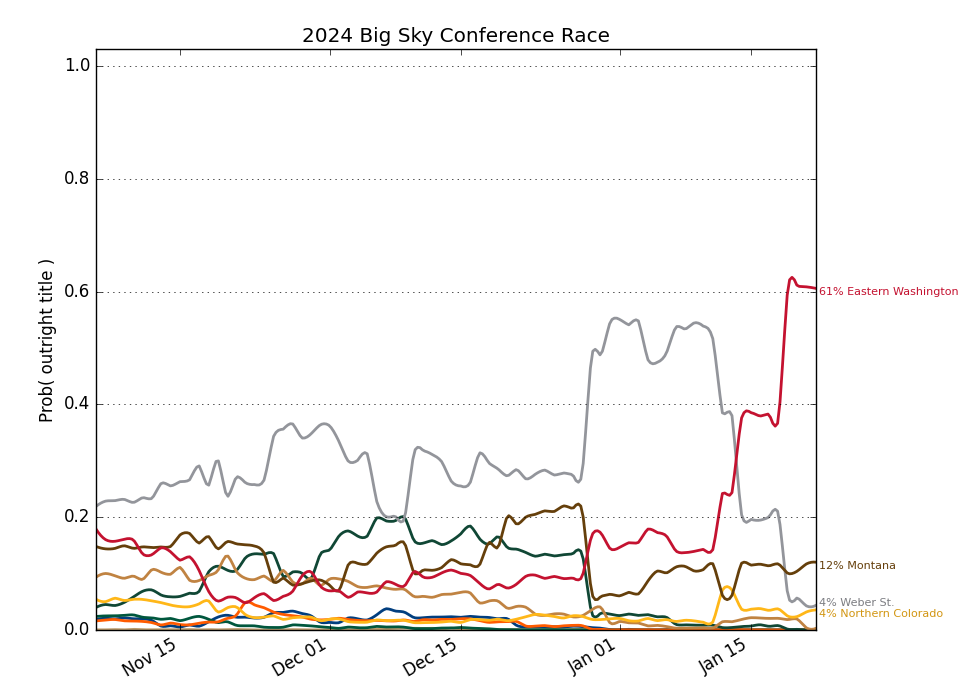 2024 Big Sky Conference Race
Prob( outright title )
1.0
0.8
0.6
0.4
0.2
0.0
61% Eastern Washington
12% Montana
4% Weber St.
4% Northern Colorado
Nov 15
Dec 01
Dec 15
Jan 01
Jan 15